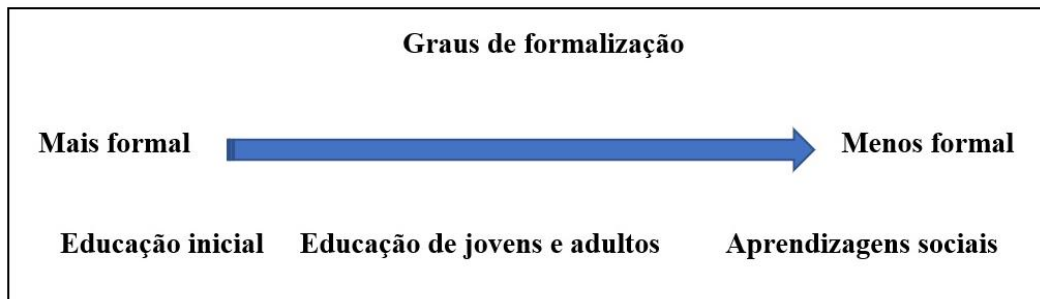 Graus de formalização
Mais formal Menos formal
Educação inicial Educação de jovens e adultos Aprendizagens sociais